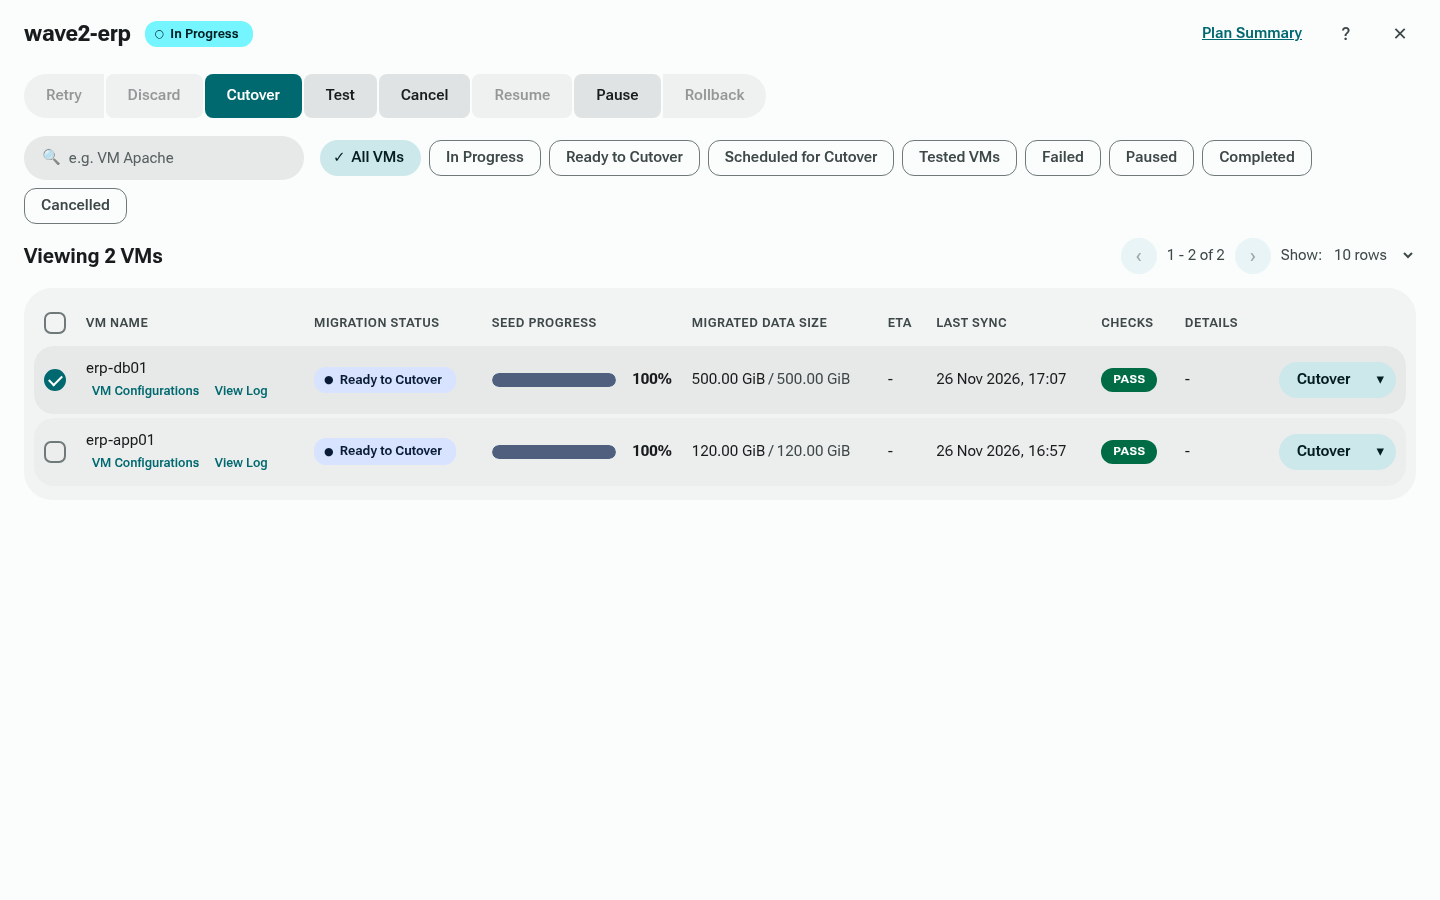 wave2-erp In Progress Plan Summary ? ✕
Retry Discard Cutover Test Cancel Resume Pause Rollback
e.g. VM Apache ✓ All VMs In Progress Ready to Cutover Scheduled for Cutover Tested VMs Failed Paused Completed
Cancelled
Viewing 2 VMs ‹ 1 - 2 of 2 › Show: 10 rows
VM NAME MIGRATION STATUS SEED PROGRESS MIGRATED DATA SIZE ETA LAST SYNC CHECKS DETAILS
erp-db01 Ready to Cutover 100% 500.00 GiB / 500.00 GiB - 26 Nov 2026, 17:07 PASS - Cutover ▾
VM Configurations View Log
erp-app01 Ready to Cutover 100% 120.00 GiB / 120.00 GiB - 26 Nov 2026, 16:57 PASS - Cutover ▾
VM Configurations View Log